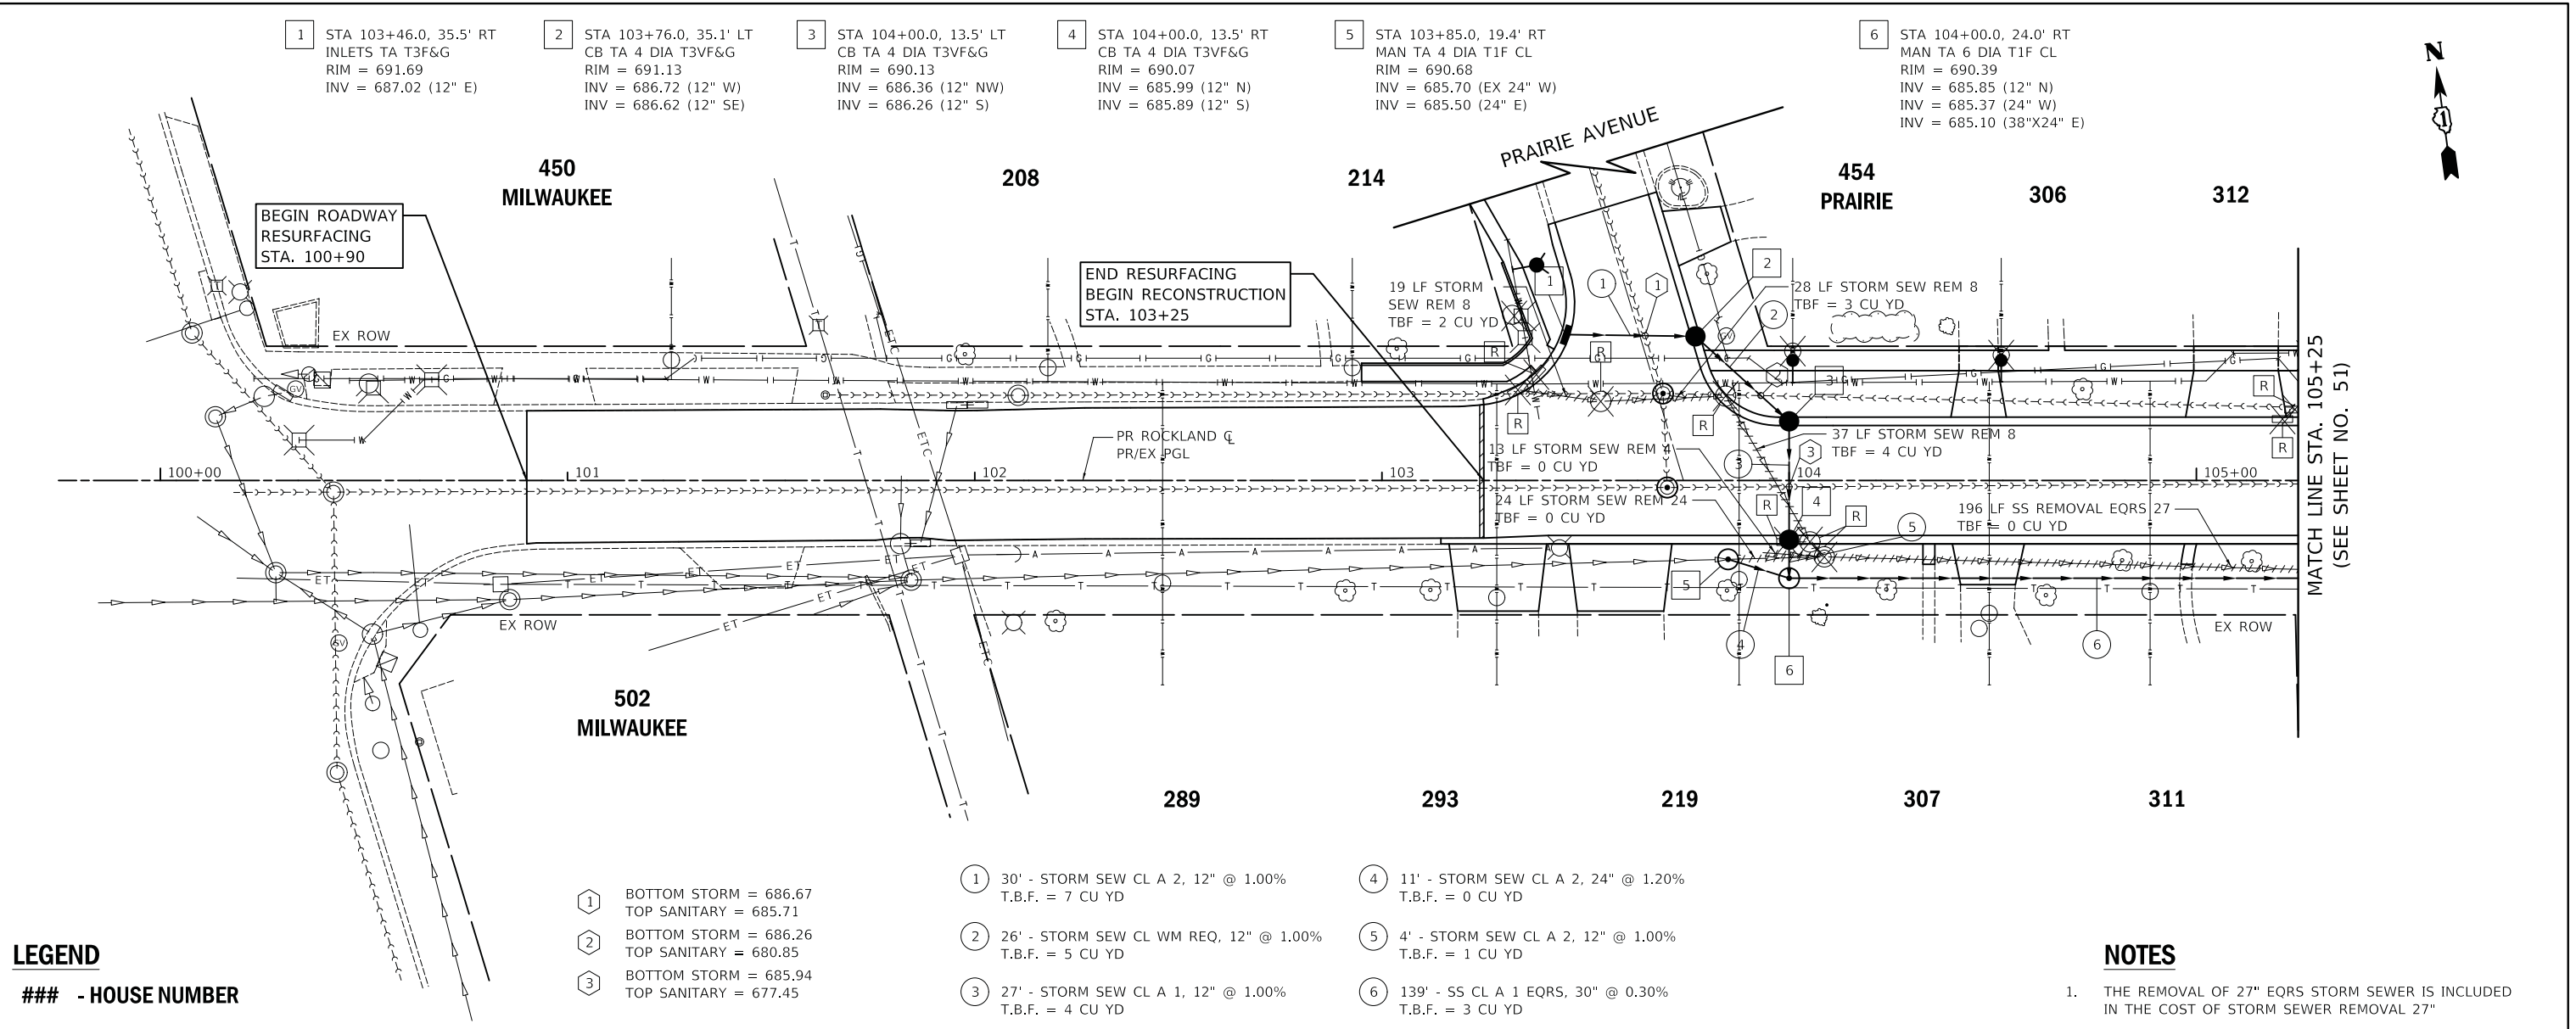 1
STA 103+46.0, 35.5' RT
INLETS TA T3F&G
RIM = 691.69
INV = 687.02 (12" E)
2
STA 103+76.0, 35.1' LT
CB TA 4 DIA T3VF&G
RIM = 691.13
INV = 686.72 (12" W)
INV = 686.62 (12" SE)
3
STA 104+00.0, 13.5' LT
CB TA 4 DIA T3VF&G
RIM = 690.13
INV = 686.36 (12" NW)
INV = 686.26 (12" S)
4
STA 104+00.0, 13.5' RT
CB TA 4 DIA T3VF&G
RIM = 690.07
INV = 685.99 (12" N)
INV = 685.89 (12" S)
5
STA 103+85.0, 19.4' RT
MAN TA 4 DIA T1F CL
RIM = 690.68
INV = 685.70 (EX 24" W)
INV = 685.50 (24" E)
6
STA 104+00.0, 24.0' RT
MAN TA 6 DIA T1F CL
RIM = 690.39
INV = 685.85 (12" N)
INV = 685.37 (24" W)
INV = 685.10 (38"X24" E)
N
1
PRAIRIE AVENUE
450
MILWAUKEE
208
214
454
PRAIRIE
306
312
BEGIN ROADWAY
RESURFACING
STA. 100+90
END RESURFACING
BEGIN RECONSTRUCTION
STA. 103+25
19 LF STORM
SEW REM 8
TBF = 2 CU YD
1
1
1
2
28 LF STORM SEW REM 8
TBF = 3 CU YD
2
EX ROW
R
R
R
R
R
R
2
3
37 LF STORM SEW REM 8
TBF = 4 CU YD
3
3
PR ROCKLAND CL
PR/EX PGL
13 LF STORM SEW REM 4
TBF = 0 CU YD
24 LF STORM SEW REM 24
TBF = 0 CU YD
100+00
101
102
103
104
105+00
R
4
R
5
196 LF SS REMOVAL EQRS 27
TBF = 0 CU YD
MATCH LINE STA. 105+25
(SEE SHEET NO. 51)
5
4
6
6
EX ROW
EX ROW
502
MILWAUKEE
289
293
219
307
311
1
BOTTOM STORM = 686.67
TOP SANITARY = 685.71
2
BOTTOM STORM = 686.26
TOP SANITARY = 680.85
3
BOTTOM STORM = 685.94
TOP SANITARY = 677.45
1
30' - STORM SEW CL A 2, 12" @ 1.00%
T.B.F. = 7 CU YD
2
26' - STORM SEW CL WM REQ, 12" @ 1.00%
T.B.F. = 5 CU YD
3
27' - STORM SEW CL A 1, 12" @ 1.00%
T.B.F. = 4 CU YD
4
11' - STORM SEW CL A 2, 24" @ 1.20%
T.B.F. = 0 CU YD
5
4' - STORM SEW CL A 2, 12" @ 1.00%
T.B.F. = 1 CU YD
6
139' - SS CL A 1 EQRS, 30" @ 0.30%
T.B.F. = 3 CU YD
LEGEND
### - HOUSE NUMBER
NOTES
1. THE REMOVAL OF 27" EQRS STORM SEWER IS INCLUDED
IN THE COST OF STORM SEWER REMOVAL 27"